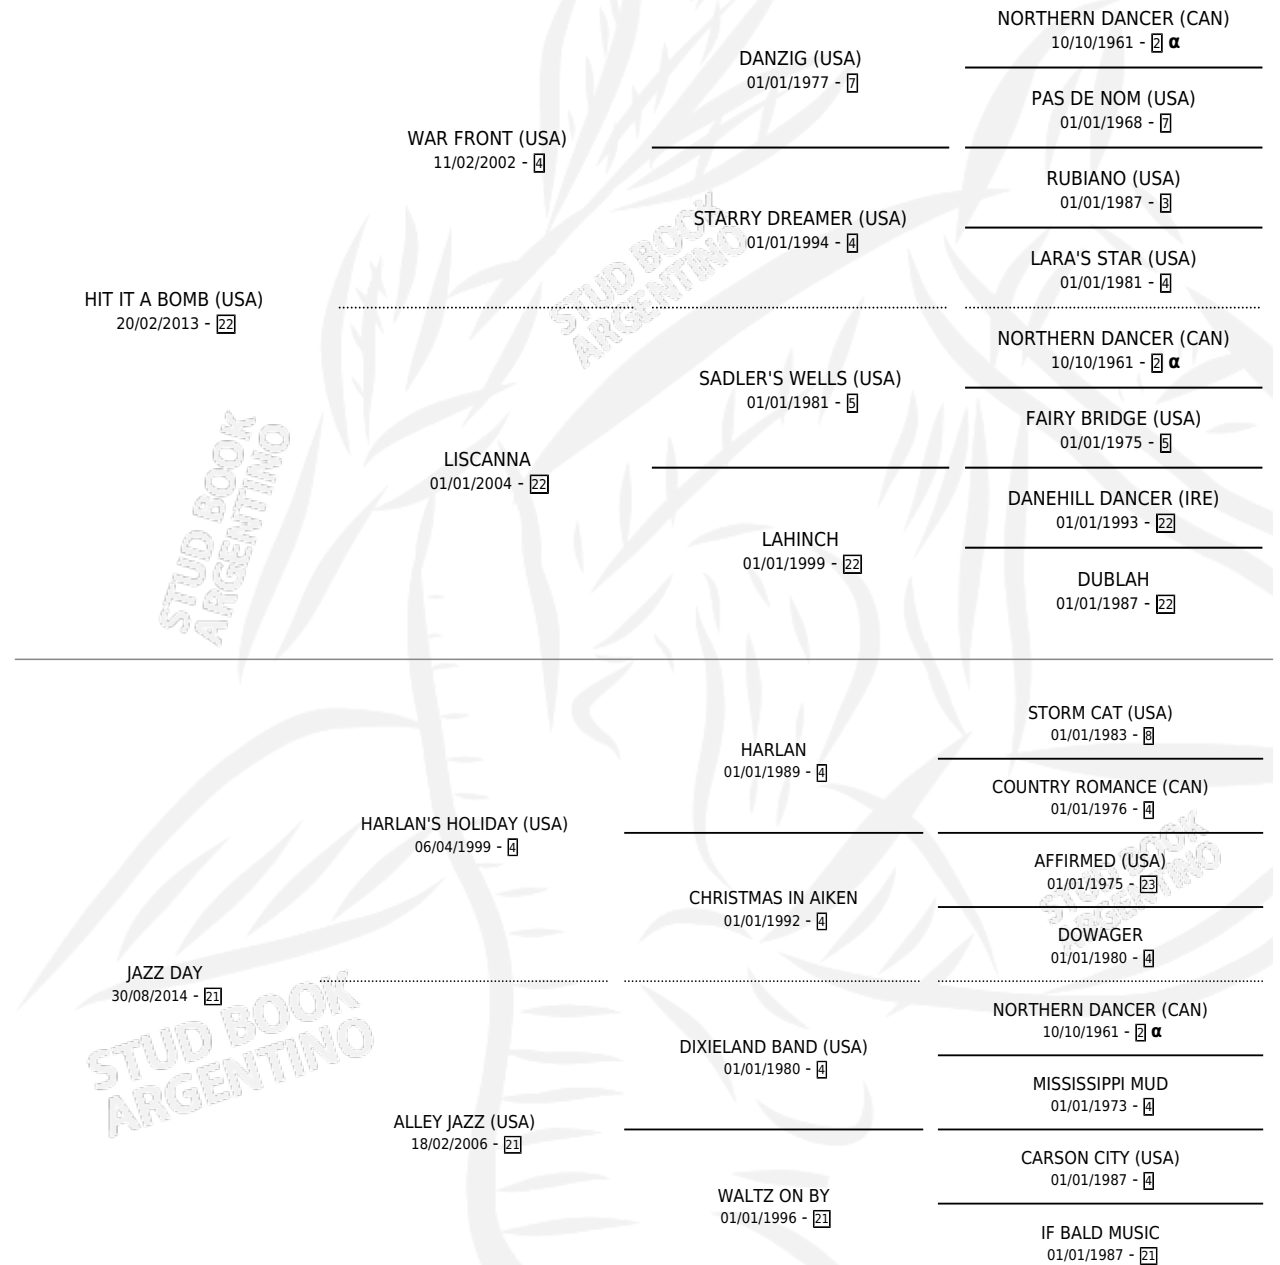 NORTHERN DANCER (CAN)
10/10/1961 - 2 α
DANZIG (USA)
01/01/1977 - 7
PAS DE NOM (USA)
01/01/1968 - 7
WAR FRONT (USA)
11/02/2002 - 4
RUBIANO (USA)
01/01/1987 - 3
STARRY DREAMER (USA)
01/01/1994 - 4
LARA'S STAR (USA)
01/01/1981 - 4
HIT IT A BOMB (USA)
20/02/2013 - 22
NORTHERN DANCER (CAN)
10/10/1961 - 2 α
SADLER'S WELLS (USA)
01/01/1981 - 5
FAIRY BRIDGE (USA)
01/01/1975 - 5
LISCANNA
01/01/2004 - 22
DANEHILL DANCER (IRE)
01/01/1993 - 22
LAHINCH
01/01/1999 - 22
DUBLAH
01/01/1987 - 22
STORM CAT (USA)
01/01/1983 - 8
HARLAN
01/01/1989 - 4
COUNTRY ROMANCE (CAN)
01/01/1976 - 4
HARLAN'S HOLIDAY (USA)
06/04/1999 - 4
AFFIRMED (USA)
01/01/1975 - 23
CHRISTMAS IN AIKEN
01/01/1992 - 4
DOWAGER
01/01/1980 - 4
JAZZ DAY
30/08/2014 - 21
NORTHERN DANCER (CAN)
10/10/1961 - 2 α
DIXIELAND BAND (USA)
01/01/1980 - 4
MISSISSIPPI MUD
01/01/1973 - 4
ALLEY JAZZ (USA)
18/02/2006 - 21
CARSON CITY (USA)
01/01/1987 - 4
WALTZ ON BY
01/01/1996 - 21
IF BALD MUSIC
01/01/1987 - 21
STUD BOOK
ARGENTINO
STUD BOOK
ARGENTINO
STUD BOOK
ARGENTINO
STUD BOOK
ARGENTINO